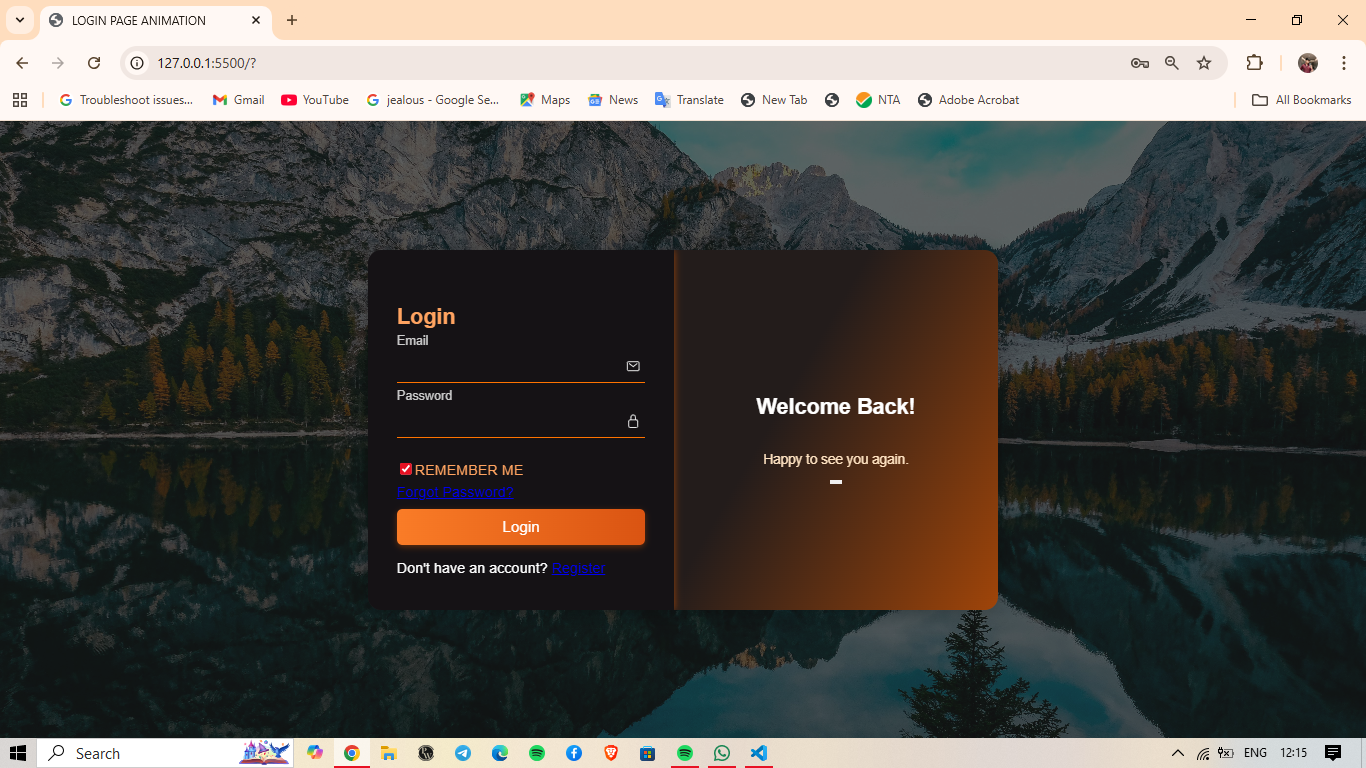 LOGIN PAGE ANIMATION
127.0.0.1:5500/?
Troubleshoot issues... Gmail YouTube jealous - Google Se... Maps News Translate New Tab NTA Adobe Acrobat All Bookmarks
Login
Email
Password
REMEMBER ME
Forgot Password?
Login
Don't have an account? Register
Welcome Back!
Happy to see you again.
Search ENG 12:15